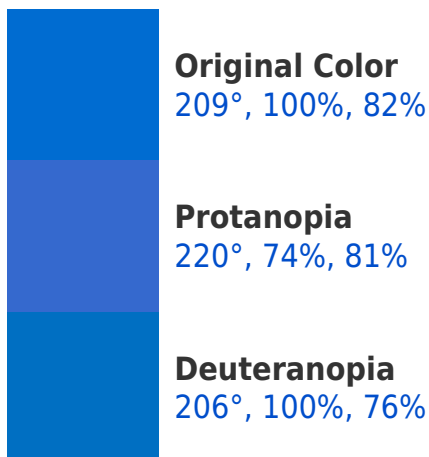 Original Color
209°, 100%, 82%
Protanopia
220°, 74%, 81%
Deuteranopia
206°, 100%, 76%